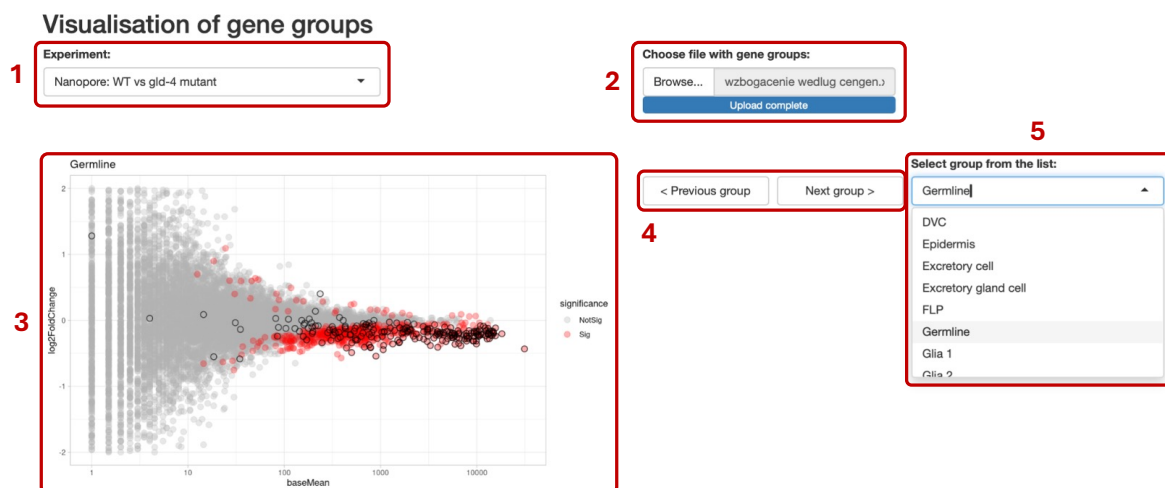 Visualisation of gene groups
1
Experiment:
Nanopore: WT vs gld-4 mutant
2
Choose file with gene groups:
Browse... wzbogacenie wedlug cengen.
Upload complete
3
Germline
log2FoldChange
2
1
0
-1
-2
1 10 100 1000 10000
baseMean
significance
NotSig
Sig
4
< Previous group Next group >
5
Select group from the list:
Germline
DVC
Epidermis
Excretory cell
Excretory gland cell
FLP
Germline
Glia 1
Glia 2